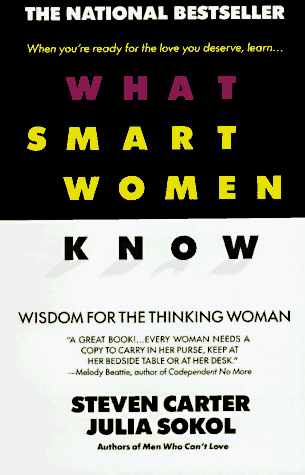 THE NATIONAL BESTSELLER
When you're ready for the love you deserve, learn...
WHAT
SMART
WOMEN
KNOW
WISDOM FOR THE THINKING WOMAN
"A GREAT BOOK!...EVERY WOMAN NEEDS A
COPY TO CARRY IN HER PURSE, KEEP AT
HER BEDSIDE TABLE OR AT HER DESK."
—Melody Beattie, author of Codependent No More
STEVEN CARTER
JULIA SOKOL
Authors of Men Who Can't Love